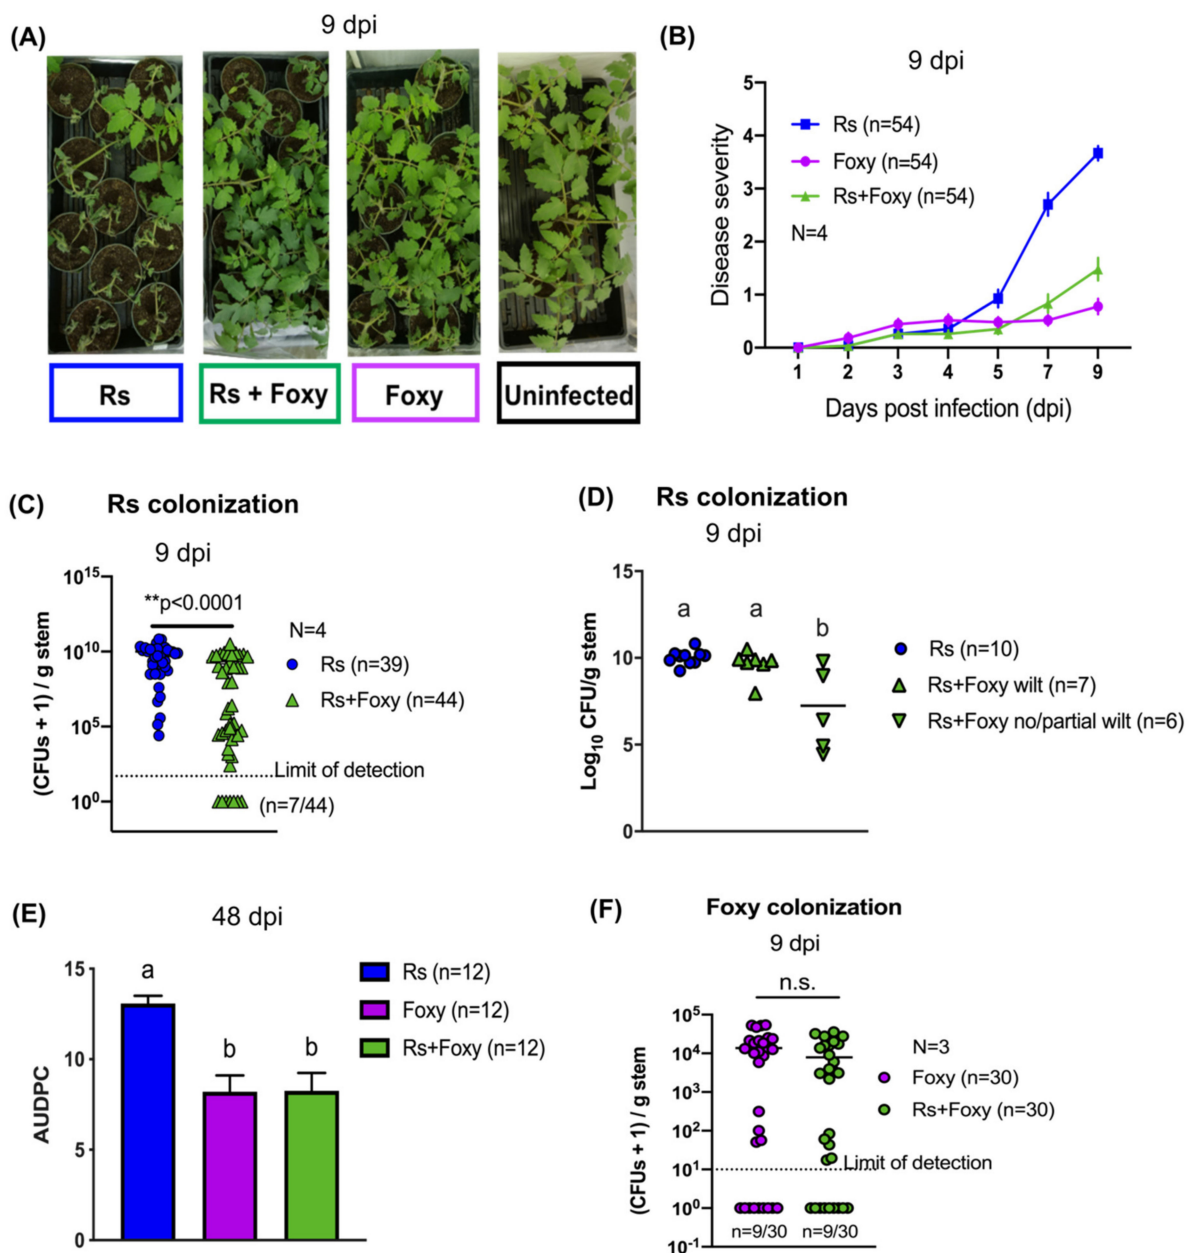 (A)
9 dpi
Rs
Rs + Foxy
Foxy
Uninfected
(B)
9 dpi
Disease severity
5
4
3
2
1
0
Rs (n=54)
Foxy (n=54)
Rs+Foxy (n=54)
N=4
1 2 3 4 5 7 9
Days post infection (dpi)
(C)
Rs colonization
9 dpi
(CFUs + 1) / g stem
10^15
10^10
10^5
10^0
**p<0.0001
N=4
Rs (n=39)
Rs+Foxy (n=44)
Limit of detection
(n=7/44)
(D)
Rs colonization
9 dpi
Log10 CFU/g stem
15
10
5
0
a a b
Rs (n=10)
Rs+Foxy wilt (n=7)
Rs+Foxy no/partial wilt (n=6)
(E)
48 dpi
AUDPC
15
10
5
0
a b b
Rs (n=12)
Foxy (n=12)
Rs+Foxy (n=12)
(F)
Foxy colonization
9 dpi
n.s.
(CFUs + 1) / g stem
10^5
10^4
10^3
10^2
10^1
10^0
10^-1
N=3
Foxy (n=30)
Rs+Foxy (n=30)
Limit of detection
n=9/30 n=9/30